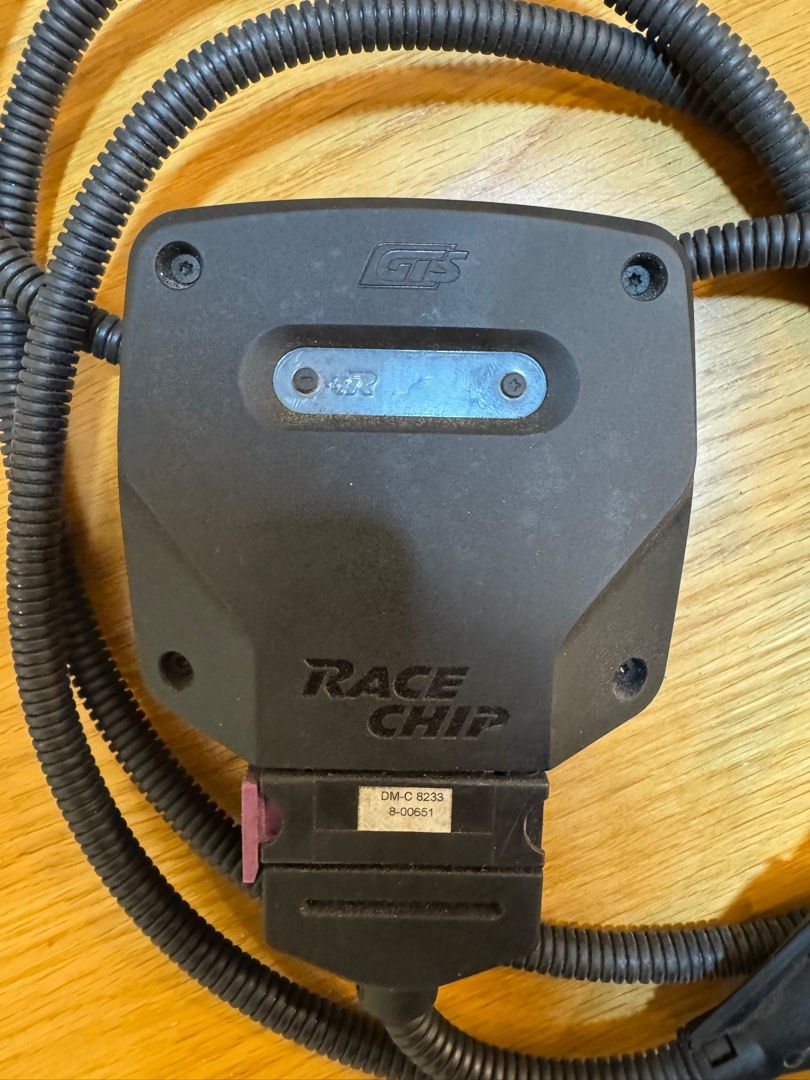 GTS
RACE
CHIP
DM-C 8233
8-00651